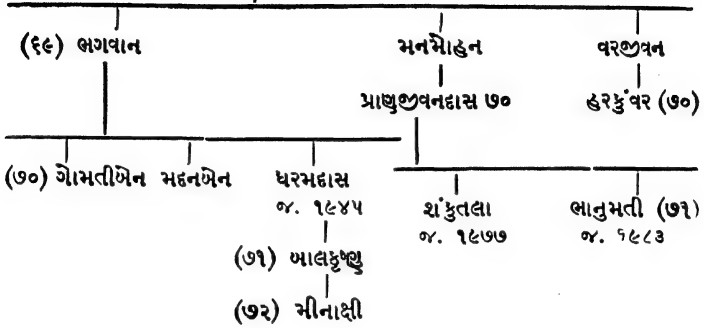 (૬૯) ભગવાન મનમોહન વરજીવન
પ્રાણજીવનદાસ ૭૦ હરકુંવર (૭૦)
(૭૦) ગોમતીબેન મદનબેન ધરમદાસ શંકુતલા ભાનુમતી (૭૧)
જ. ૧૯૪૫ જ. ૧૯૭૭ જ. ૧૯૮૩
(૭૧) બાલકૃષ્ણ
(૭૨) મીનાક્ષી